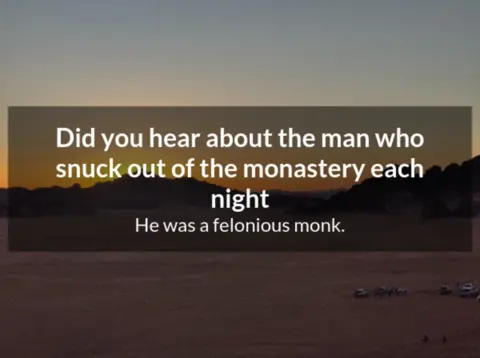 Did you hear about the man who
snuck out of the monastery each
night
He was a felonious monk.